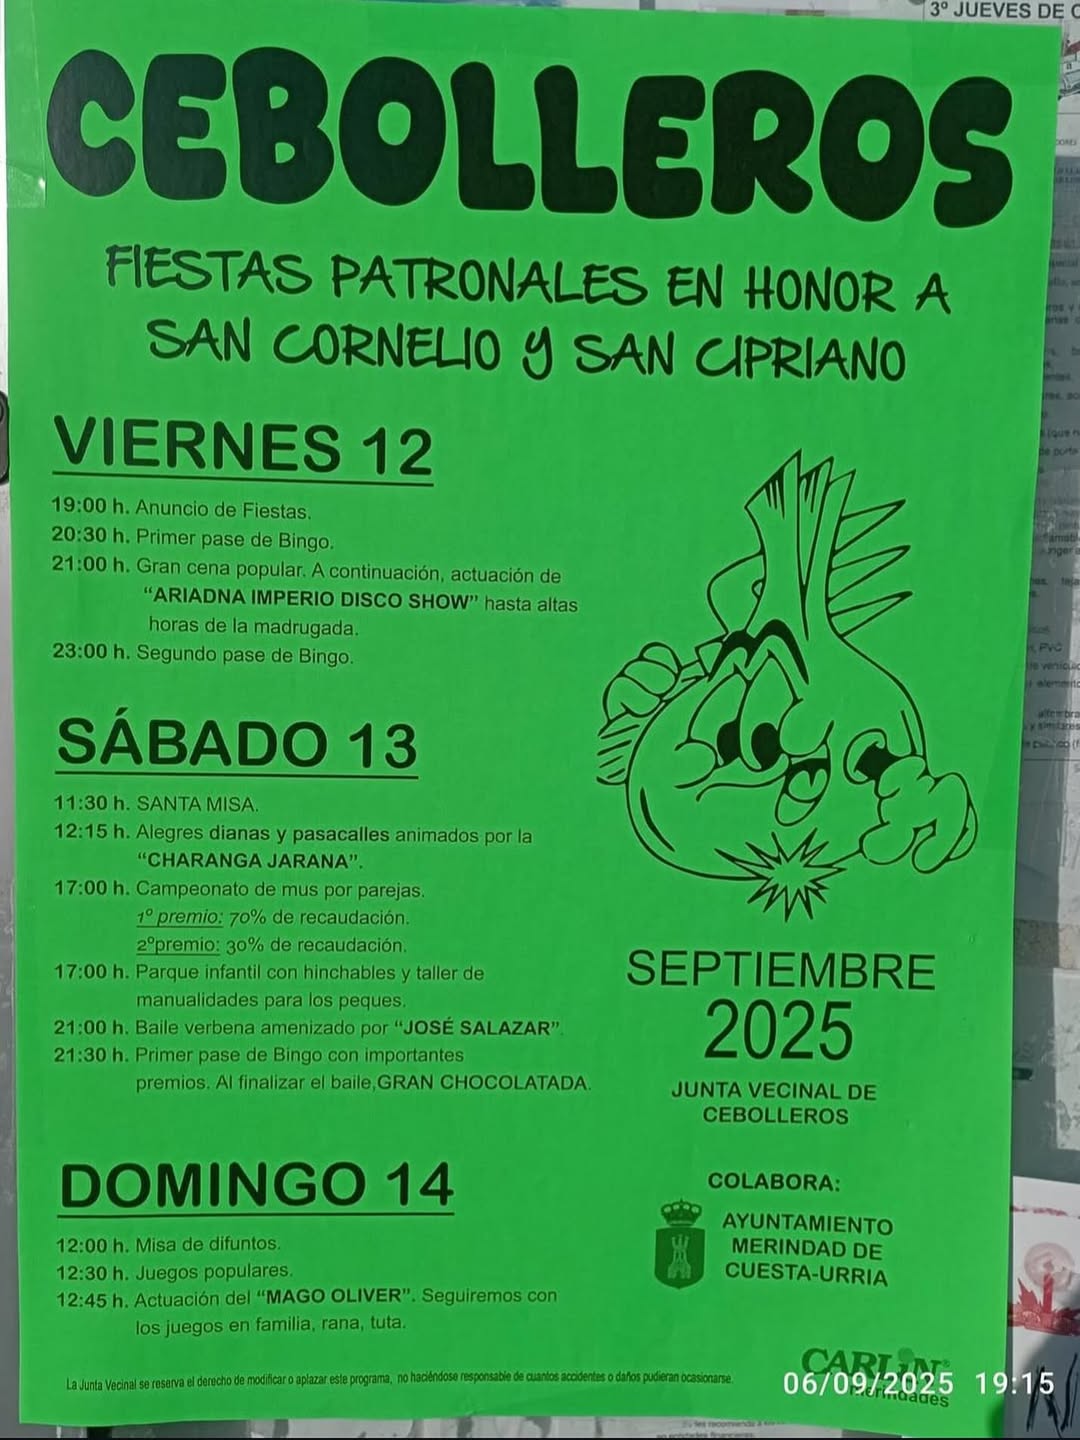 3º JUEVES DE
CEBOLLEROS
FIESTAS PATRONALES EN HONOR A
SAN CORNELIO y SAN CIPRIANO
VIERNES 12
19:00 h. Anuncio de Fiestas.
20:30 h. Primer pase de Bingo.
21:00 h. Gran cena popular. A continuación, actuación de
“ARIADNA IMPERIO DISCO SHOW” hasta altas
horas de la madrugada.
23:00 h. Segundo pase de Bingo.
SÁBADO 13
11:30 h. SANTA MISA.
12:15 h. Alegres dianas y pasacalles animados por la
“CHARANGA JARANA”.
17:00 h. Campeonato de mus por parejas.
1º premio: 70% de recaudación.
2ºpremio: 30% de recaudación.
17:00 h. Parque infantil con hinchables y taller de
manualidades para los peques.
21:00 h. Baile verbena amenizado por “JOSÉ SALAZAR”.
21:30 h. Primer pase de Bingo con importantes
premios. Al finalizar el baile,GRAN CHOCOLATADA.
DOMINGO 14
12:00 h. Misa de difuntos.
12:30 h. Juegos populares.
12:45 h. Actuación del “MAGO OLIVER”. Seguiremos con
los juegos en familia, rana, tuta.
SEPTIEMBRE
2025
JUNTA VECINAL DE
CEBOLLEROS
COLABORA:
AYUNTAMIENTO
MERINDAD DE
CUESTA-URRIA
La Junta Vecinal se reserva el derecho de modificar o aplazar este programa, no haciéndose responsable de cuantos accidentes o daños pudieran ocasionarse.
CARLiN®
Merindades
06/09/2025 19:15